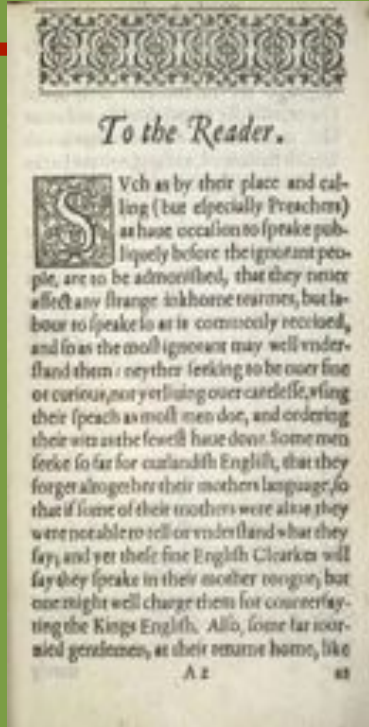 To the Reader.
SVch as by their place and cal-
ling (but eſpecially Preachers)
as haue occaſion to ſpeake pub-
liquely before the ignorant peo-
ple, are to be admoniſhed, that they neuer
affect any ſtrange inkhorne tearmes, but la-
bour to ſpeake ſo as is commonly receiued,
and ſo as the moſt ignorant may well vnder-
ſtand them: neyther ſeeking to be ouer fine
or curious, nor yet liuing ouer careleſſe, vſing
their ſpeach as moſt men doe, and ordering
their wits as the feweſt haue done. Some men
ſeeke ſo far for outlandiſh Engliſh, that they
forget altogether their mothers language, ſo
that if ſome of their mothers were aliue, they
were not able to tell or vnderſtand what they
ſay; and yet theſe fine Engliſh Clearkes will
ſay they ſpeake in their mother tongue; but
one might well charge them for counterfay-
ting the Kings Engliſh. Alſo, ſome far iour-
nied gentlemen, at their returne home, like
A 2
as